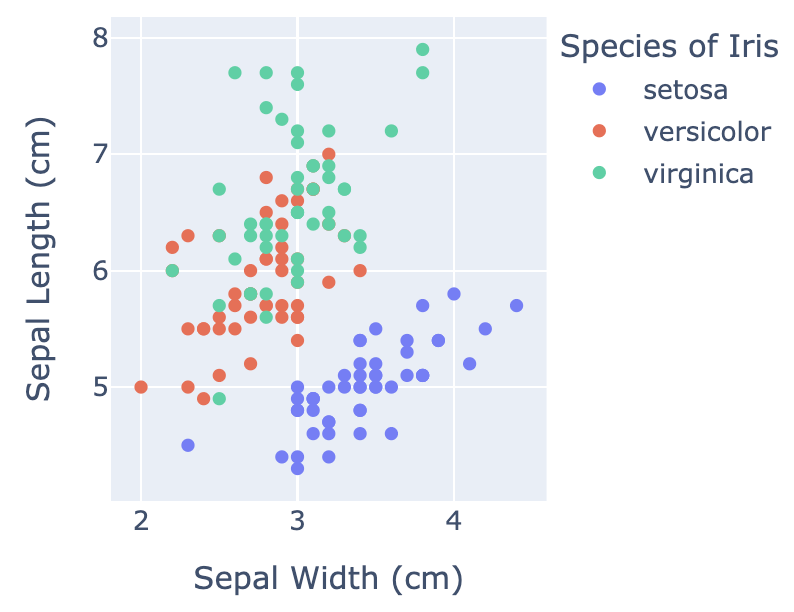 Species of Iris
setosa
versicolor
virginica
8
7
6
5
Sepal Length (cm)
2 3 4
Sepal Width (cm)